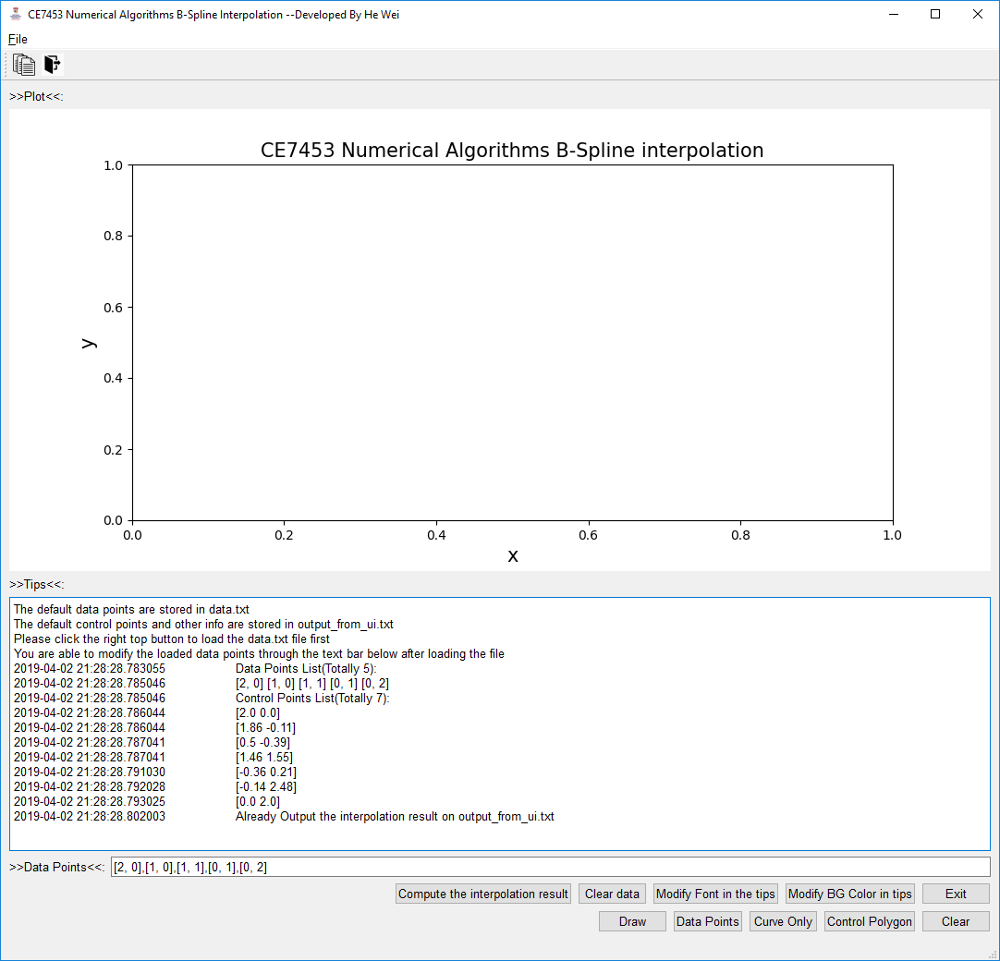 CE7453 Numerical Algorithms B-Spline Interpolation --Developed By He Wei
File
>>Plot<<:
CE7453 Numerical Algorithms B-Spline interpolation
1.0
0.8
0.6
y
0.4
0.2
0.0
0.0 0.2 0.4 0.6 0.8 1.0
x
>>Tips<<:
The default data points are stored in data.txt
The default control points and other info are stored in output_from_ui.txt
Please click the right top button to load the data.txt file first
You are able to modify the loaded data points through the text bar below after loading the file
2019-04-02 21:28:28.783055 Data Points List(Totally 5):
2019-04-02 21:28:28.785046 [2, 0] [1, 0] [1, 1] [0, 1] [0, 2]
2019-04-02 21:28:28.785046 Control Points List(Totally 7):
2019-04-02 21:28:28.786044 [2.0 0.0]
2019-04-02 21:28:28.786044 [1.86 -0.11]
2019-04-02 21:28:28.787041 [0.5 -0.39]
2019-04-02 21:28:28.787041 [1.46 1.55]
2019-04-02 21:28:28.791030 [-0.36 0.21]
2019-04-02 21:28:28.792028 [-0.14 2.48]
2019-04-02 21:28:28.793025 [0.0 2.0]
2019-04-02 21:28:28.802003 Already Output the interpolation result on output_from_ui.txt
>>Data Points<<: [2, 0],[1, 0],[1, 1],[0, 1],[0, 2]
Compute the interpolation result Clear data Modify Font in the tips Modify BG Color in tips Exit
Draw Data Points Curve Only Control Polygon Clear